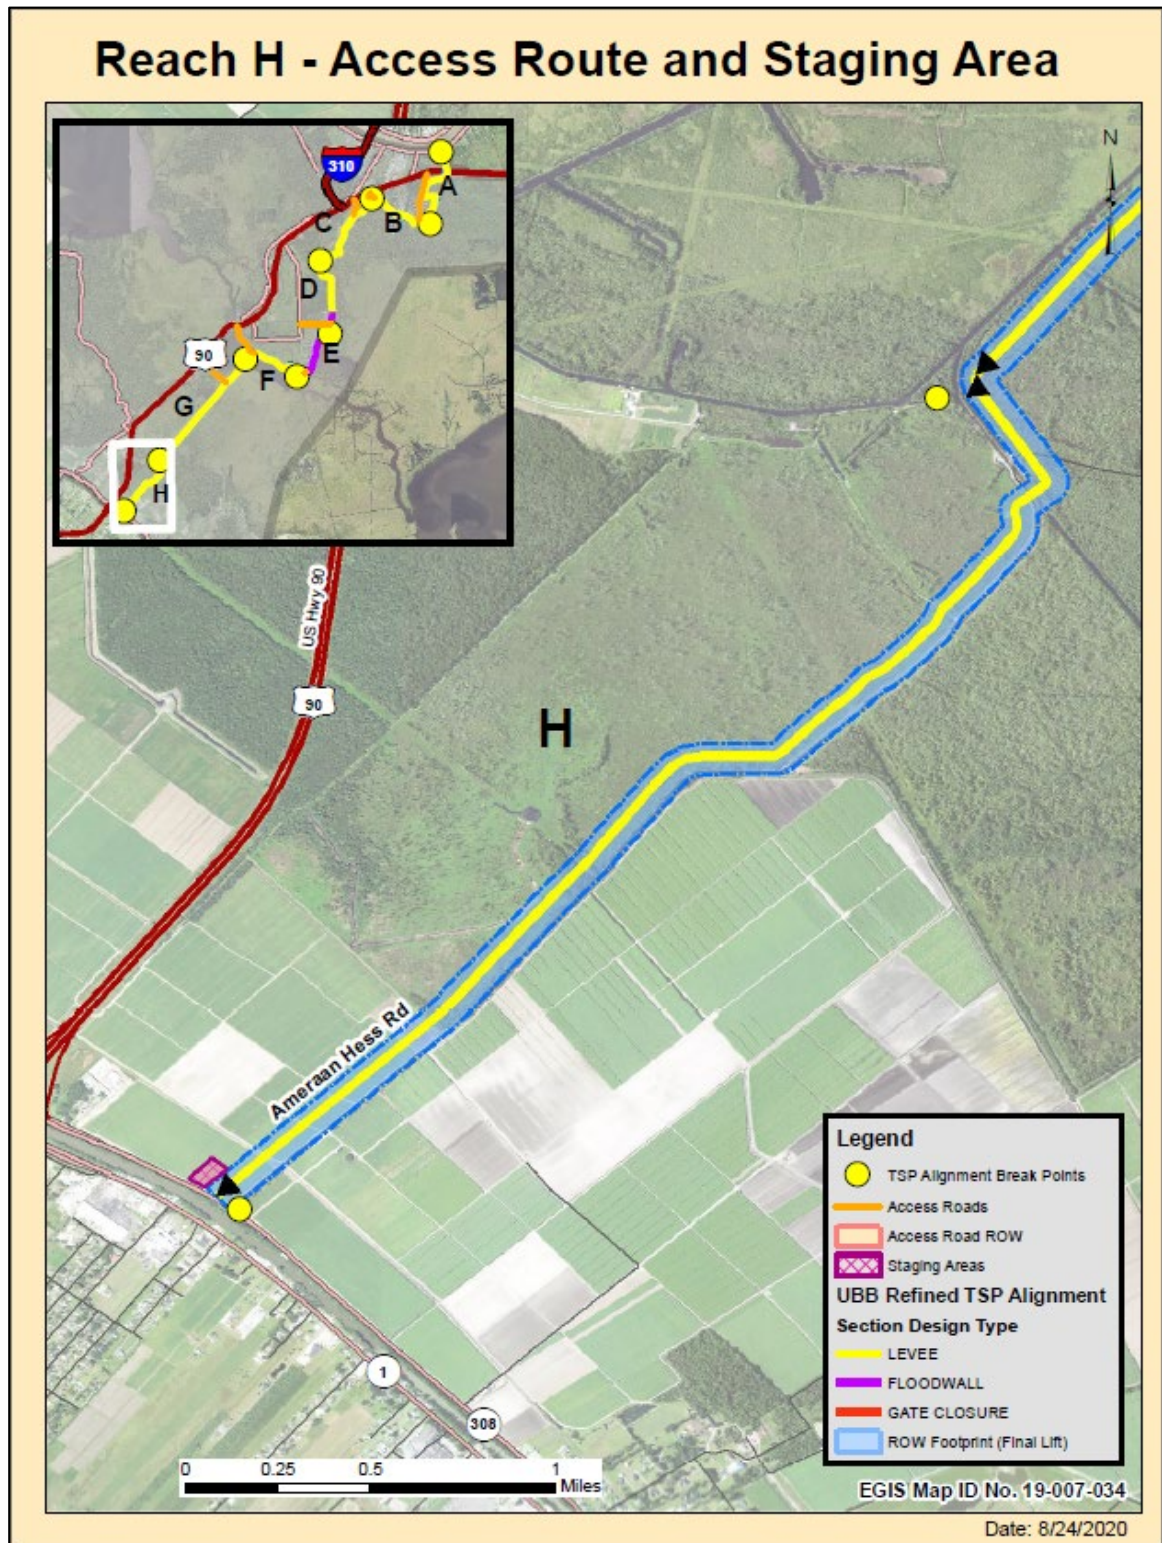 Reach H - Access Route and Staging Area
310
A
B
C
D
E
90
F
G
H
N
US Hwy 90
90
H
Ameraan Hess Rd
1
308
Legend
TSP Alignment Break Points
Access Roads
Access Road ROW
Staging Areas
UBB Refined TSP Alignment
Section Design Type
LEVEE
FLOODWALL
GATE CLOSURE
ROW Footprint (Final Lift)
0 0.25 0.5 1
Miles
EGIS Map ID No. 19-007-034
Date: 8/24/2020